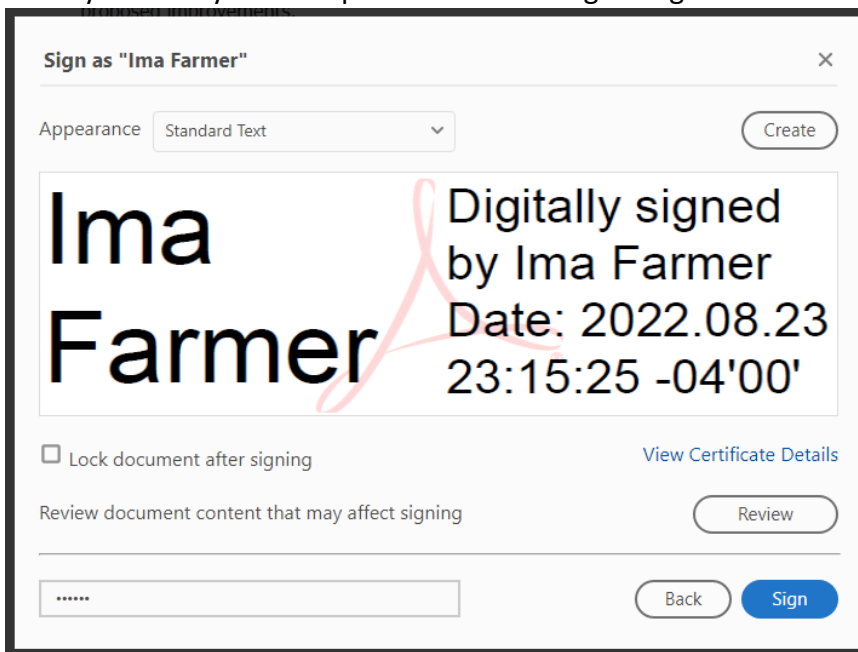 proposed improvements.
Sign as "Ima Farmer"
Appearance Standard Text Create
Ima
Farmer
Digitally signed
by Ima Farmer
Date: 2022.08.23
23:15:25 -04'00'
Lock document after signing View Certificate Details
Review document content that may affect signing Review
Back Sign